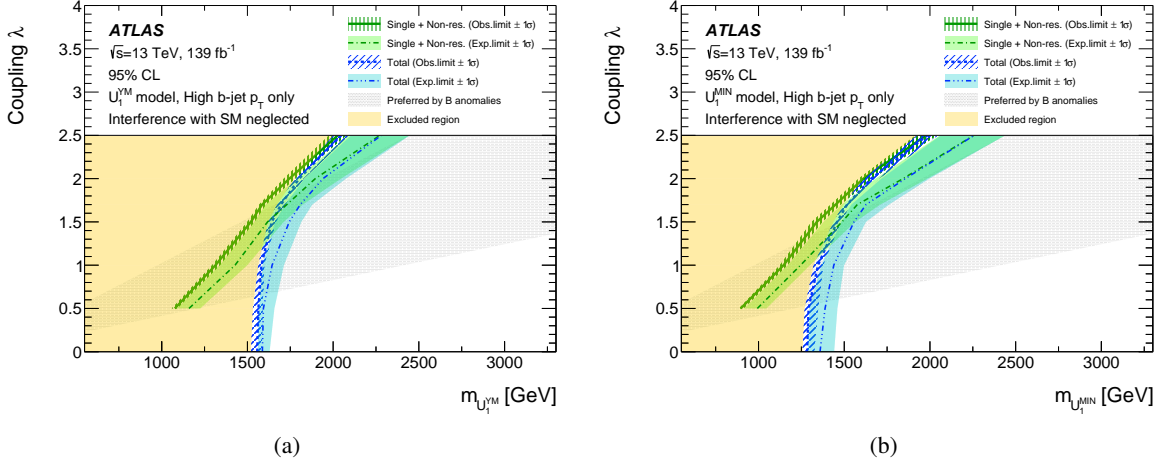 Coupling λ
4
3.5
3
2.5
2
1.5
1
0.5
0
ATLAS
√s=13 TeV, 139 fb⁻¹
95% CL
U₁^YM model, High b-jet p_T only
Interference with SM neglected
Single + Non-res. (Obs.limit ± 1σ)
Single + Non-res. (Exp.limit ± 1σ)
Total (Obs.limit ± 1σ)
Total (Exp.limit ± 1σ)
Preferred by B anomalies
Excluded region
1000 1500 2000 2500 3000
m_U₁^YM [GeV]
(a)
Coupling λ
4
3.5
3
2.5
2
1.5
1
0.5
0
ATLAS
√s=13 TeV, 139 fb⁻¹
95% CL
U₁^MIN model, High b-jet p_T only
Interference with SM neglected
Single + Non-res. (Obs.limit ± 1σ)
Single + Non-res. (Exp.limit ± 1σ)
Total (Obs.limit ± 1σ)
Total (Exp.limit ± 1σ)
Preferred by B anomalies
Excluded region
1000 1500 2000 2500 3000
m_U₁^MIN [GeV]
(b)